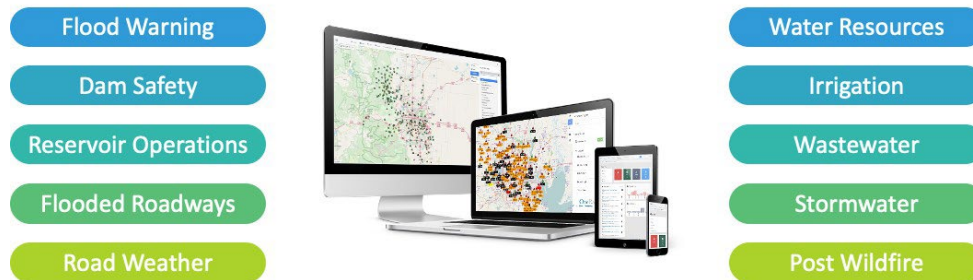 Flood Warning
Dam Safety
Reservoir Operations
Flooded Roadways
Road Weather
Water Resources
Irrigation
Wastewater
Stormwater
Post Wildfire